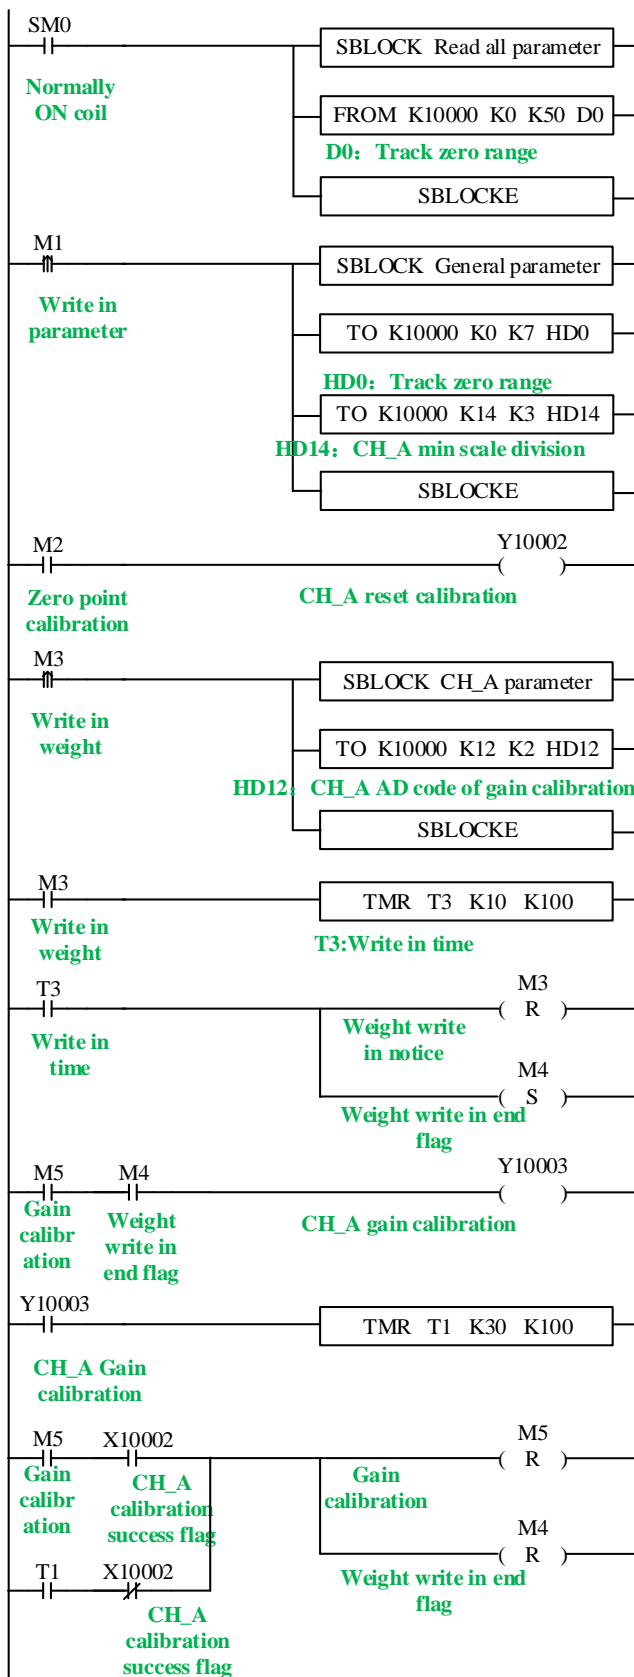 SM0
SBLOCK Read all parameter
Normally
ON coil
FROM K10000 K0 K50 D0
D0：Track zero range
SBLOCKE
M1
SBLOCK General parameter
Write in
parameter
TO K10000 K0 K7 HD0
HD0：Track zero range
TO K10000 K14 K3 HD14
HD14：CH_A min scale division
SBLOCKE
M2
Y10002
( )
Zero point
calibration
CH_A reset calibration
M3
SBLOCK CH_A parameter
Write in
weight
TO K10000 K12 K2 HD12
HD12：CH_A AD code of gain calibration
SBLOCKE
M3
TMR T3 K10 K100
Write in
weight
T3:Write in time
T3
M3
( R )
Write in
time
Weight write
in notice
M4
( S )
Weight write in end
flag
M5
M4
Y10003
( )
Gain
calibr
ation
Weight
write in
end flag
CH_A gain calibration
Y10003
TMR T1 K30 K100
CH_A Gain
calibration
M5
X10002
M5
( R )
Gain
calibr
ation
CH_A
calibration
success flag
Gain
calibration
M4
( R )
T1
X10002
Weight write in end
flag
CH_A
calibration
success flag